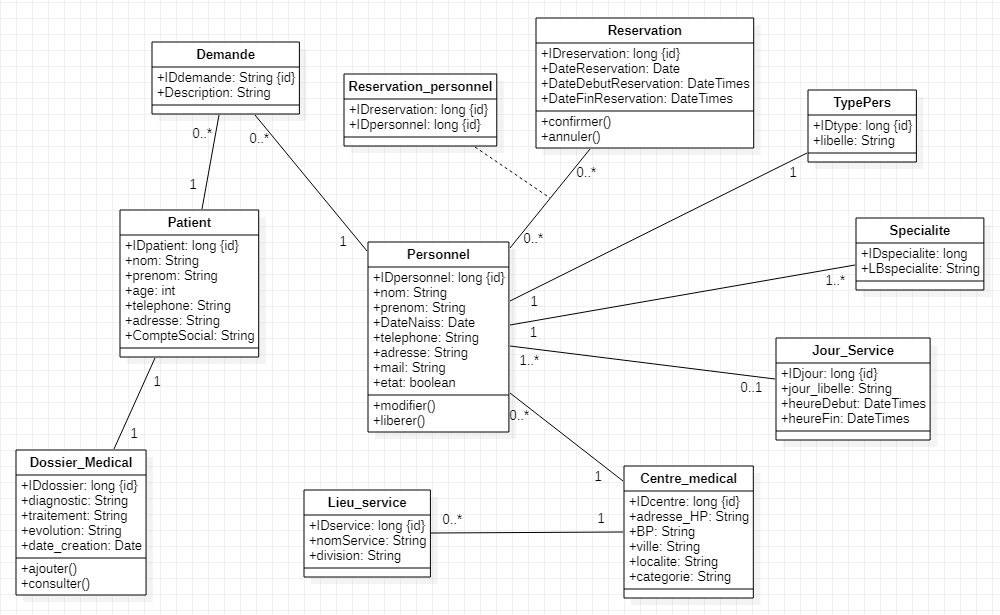 Demande
+IDdemande: String {id}
+Description: String
Reservation_personnel
+IDreservation: long {id}
+IDpersonnel: long {id}
Reservation
+IDreservation: long {id}
+DateReservation: Date
+DateDebutReservation: DateTimes
+DateFinReservation: DateTimes
+confirmer()
+annuler()
TypePers
+IDtype: long {id}
+libelle: String
0..*
0..*
0..*
1
1
1
0..*
Patient
+IDpatient: long {id}
+nom: String
+prenom: String
+age: int
+telephone: String
+adresse: String
+CompteSocial: String
Personnel
+IDpersonnel: long {id}
+nom: String
+prenom: String
+DateNaiss: Date
+telephone: String
+adresse: String
+mail: String
+etat: boolean
+modifier()
+liberer()
Specialite
+IDspecialite: long
+LBspecialite: String
1
1..*
1
1..*
0..1
0..*
1
Jour_Service
+IDjour: long {id}
+jour_libelle: String
+heureDebut: DateTimes
+heureFin: DateTimes
1
1
Dossier_Medical
+IDdossier: long {id}
+diagnostic: String
+traitement: String
+evolution: String
+date_creation: Date
+ajouter()
+consulter()
Lieu_service
+IDservice: long {id}
+nomService: String
+division: String
0..*
1
Centre_medical
+IDcentre: long {id}
+adresse_HP: String
+BP: String
+ville: String
+localite: String
+categorie: String